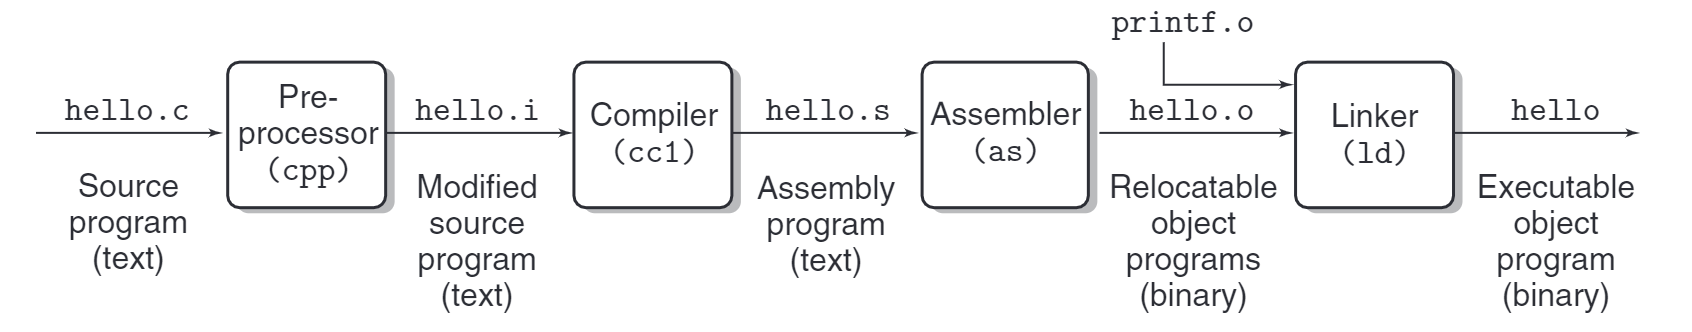 printf.o
hello.c
Pre-
processor
(cpp)
hello.i
Compiler
(cc1)
hello.s
Assembler
(as)
hello.o
Linker
(ld)
hello
Source
program
(text)
Modified
source
program
(text)
Assembly
program
(text)
Relocatable
object
programs
(binary)
Executable
object
program
(binary)